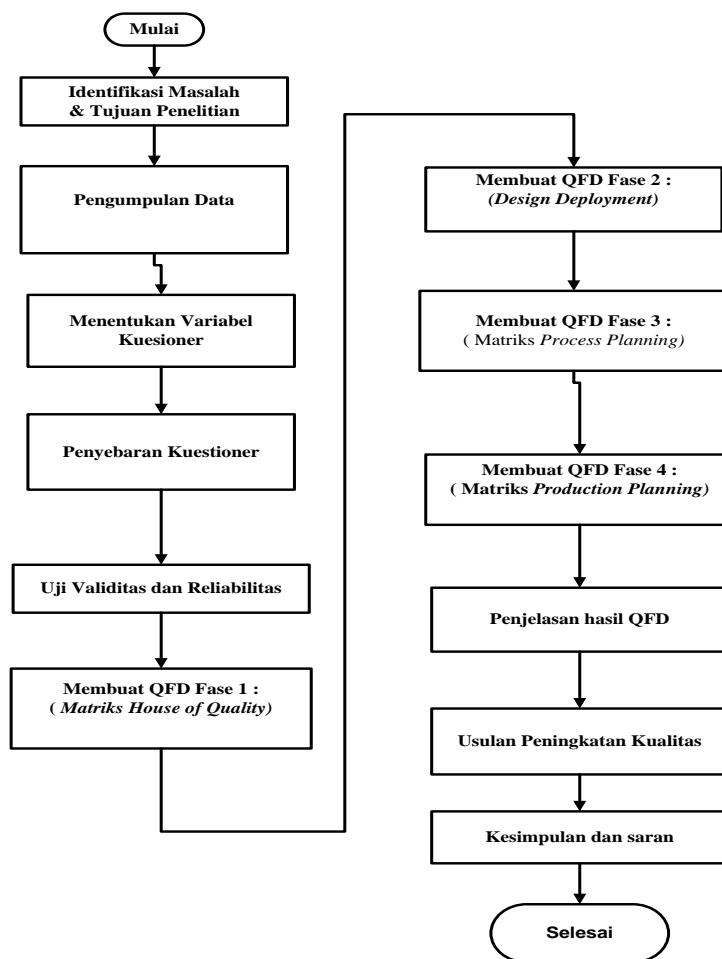 Mulai
Identifikasi Masalah
& Tujuan Penelitian
Pengumpulan Data
Menentukan Variabel
Kuesioner
Penyebaran Kuestioner
Uji Validitas dan Reliabilitas
Membuat QFD Fase 1 :
( Matriks House of Quality)
Membuat QFD Fase 2 :
(Design Deployment)
Membuat QFD Fase 3 :
( Matriks Process Planning)
Membuat QFD Fase 4 :
( Matriks Production Planning)
Penjelasan hasil QFD
Usulan Peningkatan Kualitas
Kesimpulan dan saran
Selesai